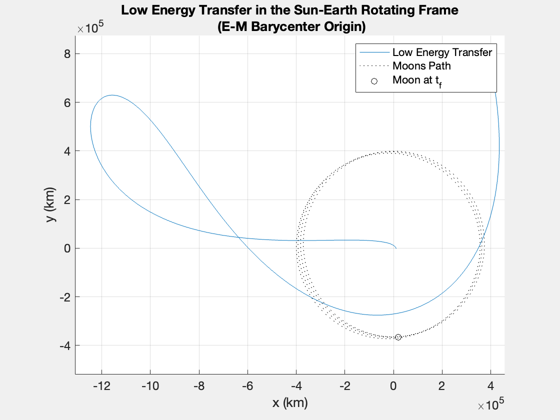 Low Energy Transfer in the Sun-Earth Rotating Frame
(E-M Barycenter Origin)
×10⁵
Low Energy Transfer
Moons Path
Moon at t_f
8
6
4
2
0
-2
-4
y (km)
-12 -10 -8 -6 -4 -2 0 2 4
x (km)
×10⁵